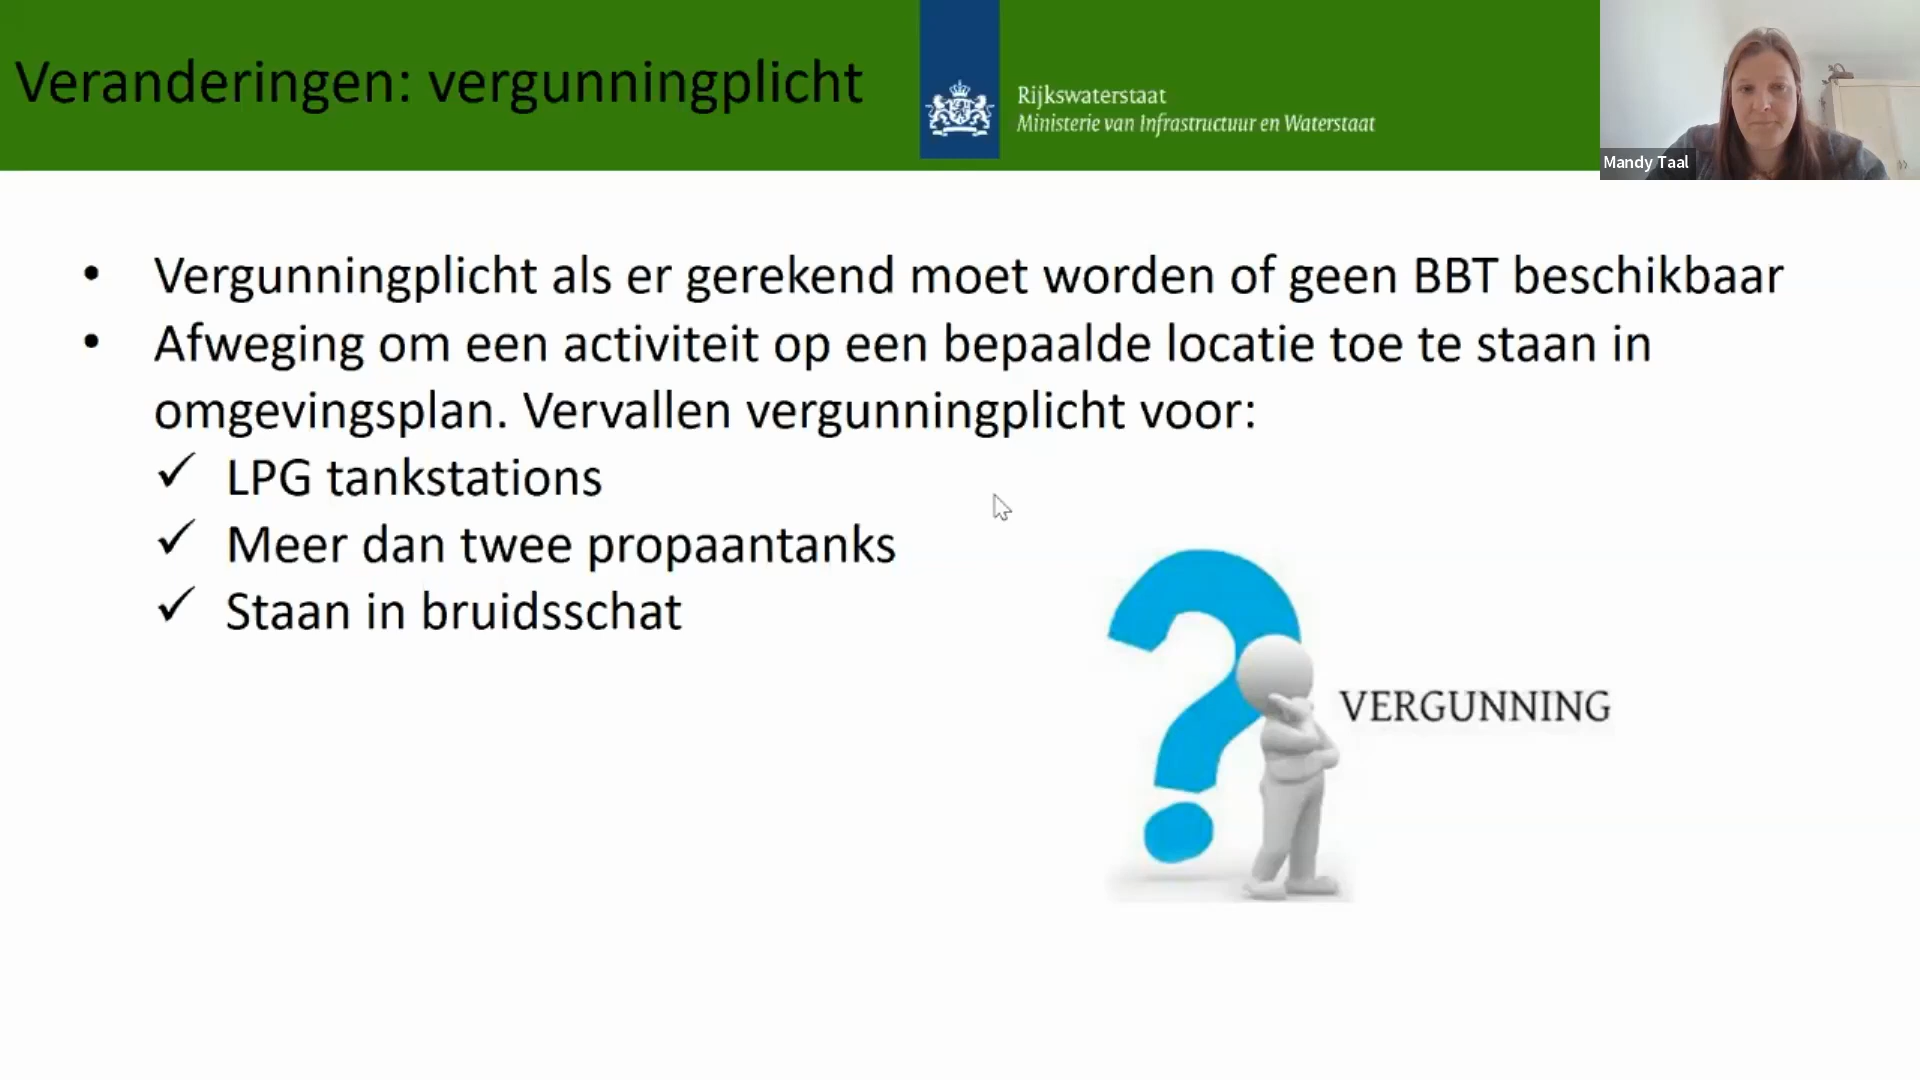 Veranderingen: vergunningplicht
Rijkswaterstaat
Ministerie van Infrastructuur en Waterstaat
Mandy Taal
• Vergunningplicht als er gerekend moet worden of geen BBT beschikbaar
• Afweging om een activiteit op een bepaalde locatie toe te staan in
omgevingsplan. Vervallen vergunningplicht voor:
✓ LPG tankstations
✓ Meer dan twee propaantanks
✓ Staan in bruidsschat
?
VERGUNNING